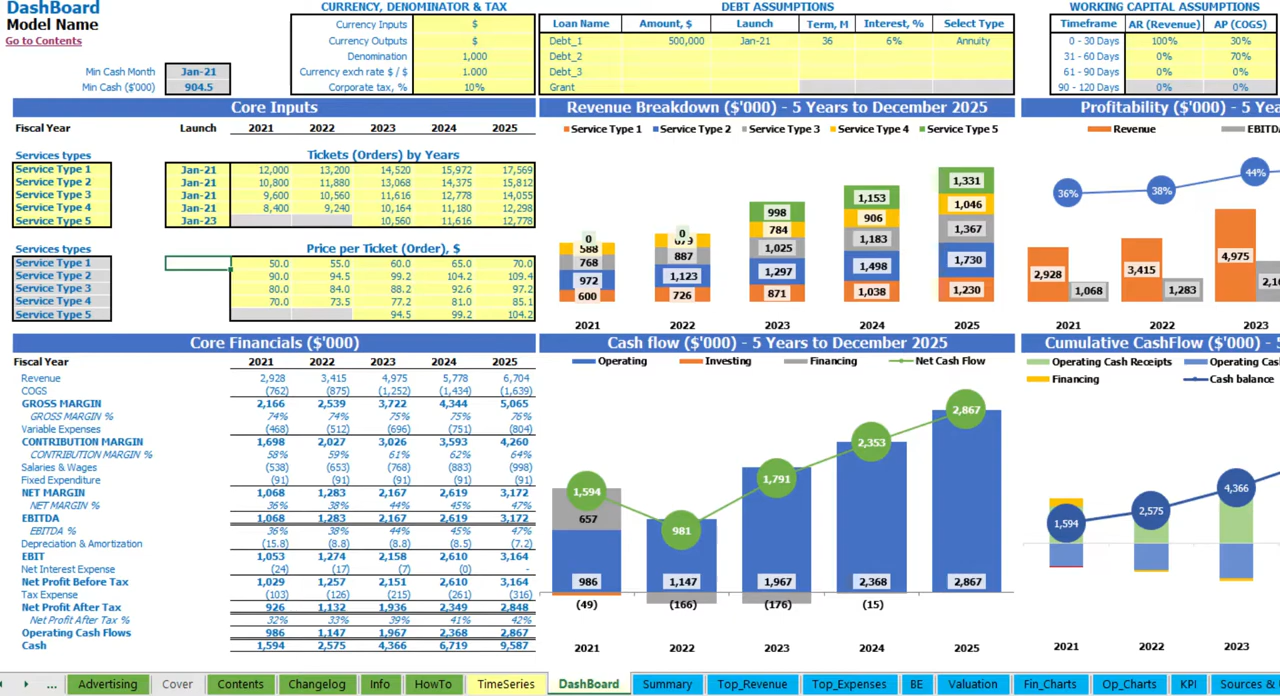 DashBoard
Model Name
Go to Contents
Min Cash Month Jan-21
Min Cash ($'000) 904.5
CURRENCY, DENOMINATOR & TAX
Currency Inputs $
Currency Outputs $
Denomination 1,000
Currency exch rate $ / $ 1.000
Corporate tax, % 10%
DEBT ASSUMPTIONS
Loan Name Amount, $ Launch Term, M Interest, % Select Type
Debt_1 500,000 Jan-21 36 6% Annuity
Debt_2
Debt_3
Grant
WORKING CAPITAL ASSUMPTIONS
Timeframe AR (Revenue) AP (COGS)
0 - 30 Days 100% 30%
31 - 60 Days 0% 70%
61 - 90 Days 0% 0%
90 - 120 Days 0% 0%
Core Inputs
Fiscal Year Launch 2021 2022 2023 2024 2025
Services types Tickets (Orders) by Years
Service Type 1 Jan-21 12,000 13,200 14,520 15,972 17,569
Service Type 2 Jan-21 10,800 11,880 13,068 14,375 15,812
Service Type 3 Jan-21 9,600 10,560 11,616 12,778 14,055
Service Type 4 Jan-21 8,400 9,240 10,164 11,180 12,298
Service Type 5 Jan-23 10,560 11,616 12,778
Services types Price per Ticket (Order), $
Service Type 1 50.0 55.0 60.0 65.0 70.0
Service Type 2 90.0 94.5 99.2 104.2 109.4
Service Type 3 80.0 84.0 88.2 92.6 97.2
Service Type 4 70.0 73.5 77.2 81.0 85.1
Service Type 5 94.5 99.2 104.2
Revenue Breakdown ($'000) - 5 Years to December 2025
Service Type 1 Service Type 2 Service Type 3 Service Type 4 Service Type 5
0 588 768 972 600
0 679 887 1,123 726
998 784 1,025 1,297 871
1,153 906 1,183 1,498 1,038
1,331 1,046 1,367 1,730 1,230
2021 2022 2023 2024 2025
Profitability ($'000) - 5 Yea
Revenue EBITDA
36% 38% 44%
2,928 1,068 3,415 1,283 4,975 2,16
2021 2022 2023
Core Financials ($'000)
Fiscal Year 2021 2022 2023 2024 2025
Revenue 2,928 3,415 4,975 5,778 6,704
COGS (762) (875) (1,252) (1,434) (1,639)
GROSS MARGIN 2,166 2,539 3,722 4,344 5,065
GROSS MARGIN % 74% 74% 75% 75% 76%
Variable Expenses (468) (512) (696) (751) (804)
CONTRIBUTION MARGIN 1,698 2,027 3,026 3,593 4,260
CONTRIBUTION MARGIN % 58% 59% 61% 62% 64%
Salaries & Wages (538) (653) (768) (883) (998)
Fixed Expenditure (91) (91) (91) (91) (91)
NET MARGIN 1,068 1,283 2,167 2,619 3,172
NET MARGIN % 36% 38% 44% 45% 47%
EBITDA 1,068 1,283 2,167 2,619 3,172
EBITDA % 36% 38% 44% 45% 47%
Depreciation & Amortization (15.8) (8.8) (8.8) (8.5) (7.2)
EBIT 1,053 1,274 2,158 2,610 3,164
Net Interest Expense (24) (17) (7) (0) -
Net Profit Before Tax 1,029 1,257 2,151 2,610 3,164
Tax Expense (103) (126) (215) (261) (316)
Net Profit After Tax 926 1,132 1,936 2,349 2,848
Net Profit After Tax % 32% 33% 39% 41% 42%
Operating Cash Flows 986 1,147 1,967 2,368 2,867
Cash 1,594 2,575 4,366 6,719 9,587
Cash flow ($'000) - 5 Years to December 2025
Operating Investing Financing Net Cash Flow
1,594 981 1,791 2,353 2,867
657
986 1,147 1,967 2,368 2,867
(49) (166) (176) (15)
2021 2022 2023 2024 2025
Cumulative CashFlow ($'000) - 5
Operating Cash Receipts Operating Cas
Financing Cash balance
1,594 2,575 4,366
2021 2022 2023
... Advertising Cover Contents Changelog Info HowTo TimeSeries DashBoard Summary Top_Revenue Top_Expenses BE Valuation Fin_Charts Op_Charts KPI Sources &